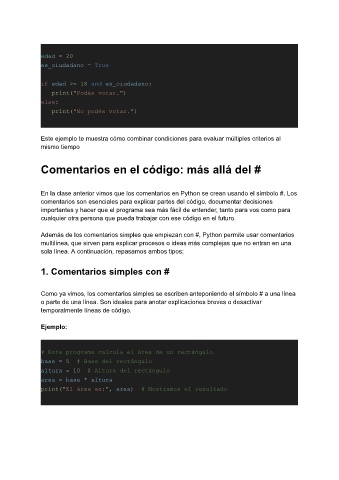 edad = 20
es_ciudadano = True
if edad >= 18 and es_ciudadano:
print("Podés votar.")
else:
print("No podés votar.")
Este ejemplo te muestra cómo combinar condiciones para evaluar múltiples criterios al
mismo tiempo
Comentarios en el código: más allá del #
En la clase anterior vimos que los comentarios en Python se crean usando el símbolo #. Los
comentarios son esenciales para explicar partes del código, documentar decisiones
importantes y hacer que el programa sea más fácil de entender, tanto para vos como para
cualquier otra persona que pueda trabajar con ese código en el futuro.
Además de los comentarios simples que empiezan con #, Python permite usar comentarios
multilínea, que sirven para explicar procesos o ideas más complejas que no entran en una
sola línea. A continuación, repasamos ambos tipos:
1. Comentarios simples con #
Como ya vimos, los comentarios simples se escriben anteponiendo el símbolo # a una línea
o parte de una línea. Son ideales para anotar explicaciones breves o desactivar
temporalmente líneas de código.
Ejemplo:
# Este programa calcula el área de un rectángulo
base = 5 # Base del rectángulo
altura = 10 # Altura del rectángulo
area = base * altura
print("El área es:", area) # Mostramos el resultado